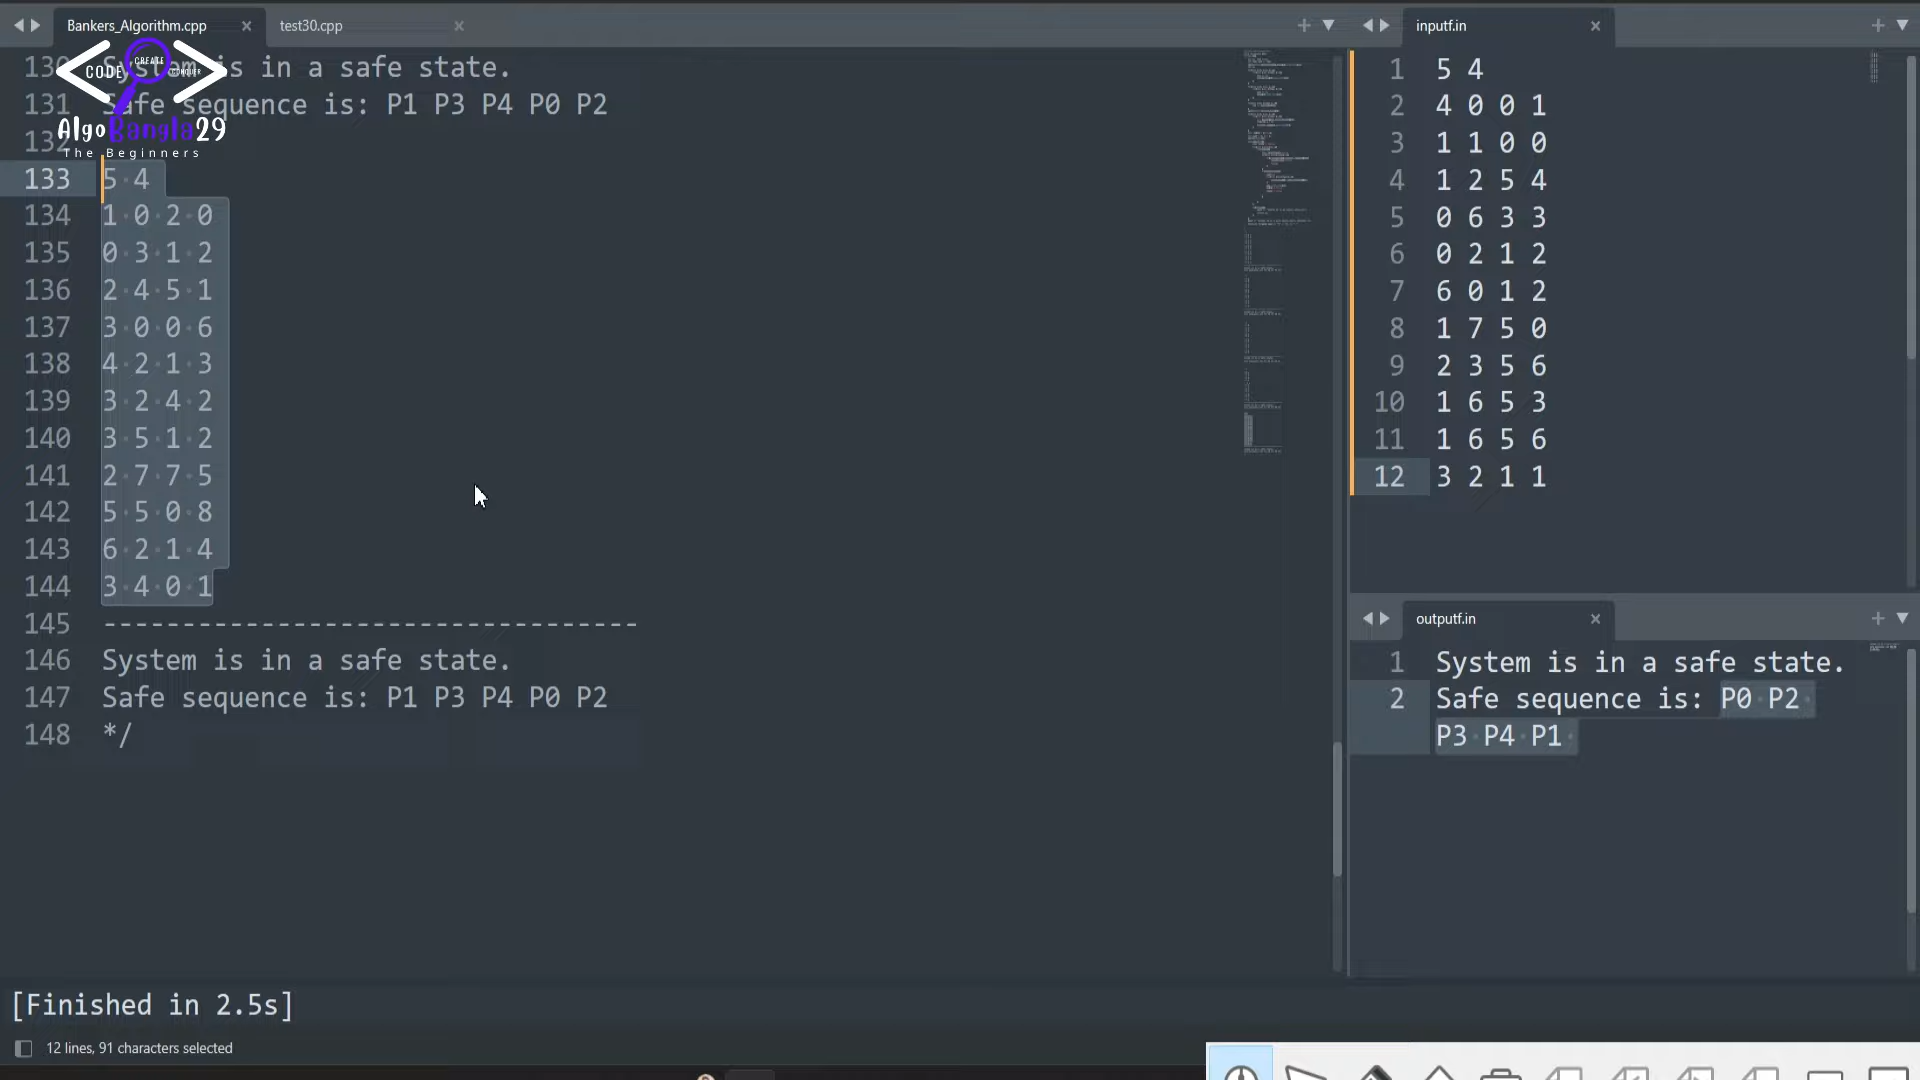 Bankers_Algorithm.cpp
test30.cpp
130 System is in a safe state.
131 Safe sequence is: P1 P3 P4 P0 P2
132
133 5 4
134 1 0 2 0
135 0 3 1 2
136 2 4 5 1
137 3 0 0 6
138 4 2 1 3
139 3 2 4 2
140 3 5 1 2
141 2 7 7 5
142 5 5 0 8
143 6 2 1 4
144 3 4 0 1
145 ----------------------------------
146 System is in a safe state.
147 Safe sequence is: P1 P3 P4 P0 P2
148 */
CODE CREATE CONQUER
AlgoBangla29
The Beginners
inputf.in
1 5 4
2 4 0 0 1
3 1 1 0 0
4 1 2 5 4
5 0 6 3 3
6 0 2 1 2
7 6 0 1 2
8 1 7 5 0
9 2 3 5 6
10 1 6 5 3
11 1 6 5 6
12 3 2 1 1
outputf.in
1 System is in a safe state.
2 Safe sequence is: P0 P2
P3 P4 P1
[Finished in 2.5s]
12 lines, 91 characters selected